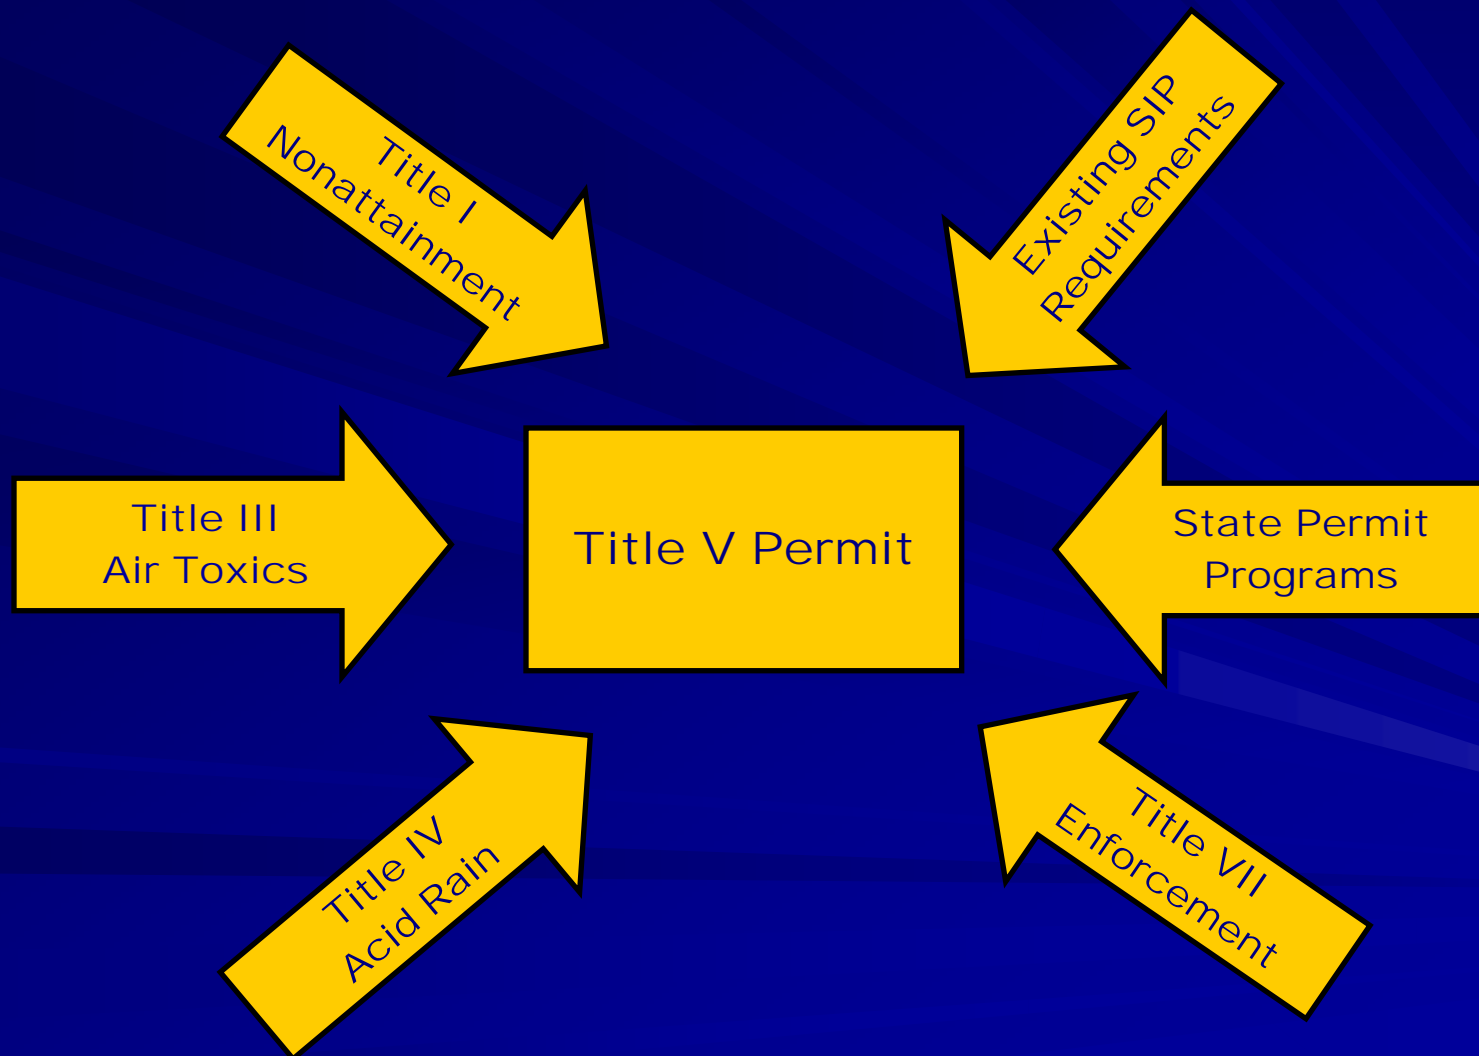 Title I
Nonattainment
Existing SIP
Requirements
Title III
Air Toxics
Title V Permit
State Permit
Programs
Title IV
Acid Rain
Title VII
Enforcement